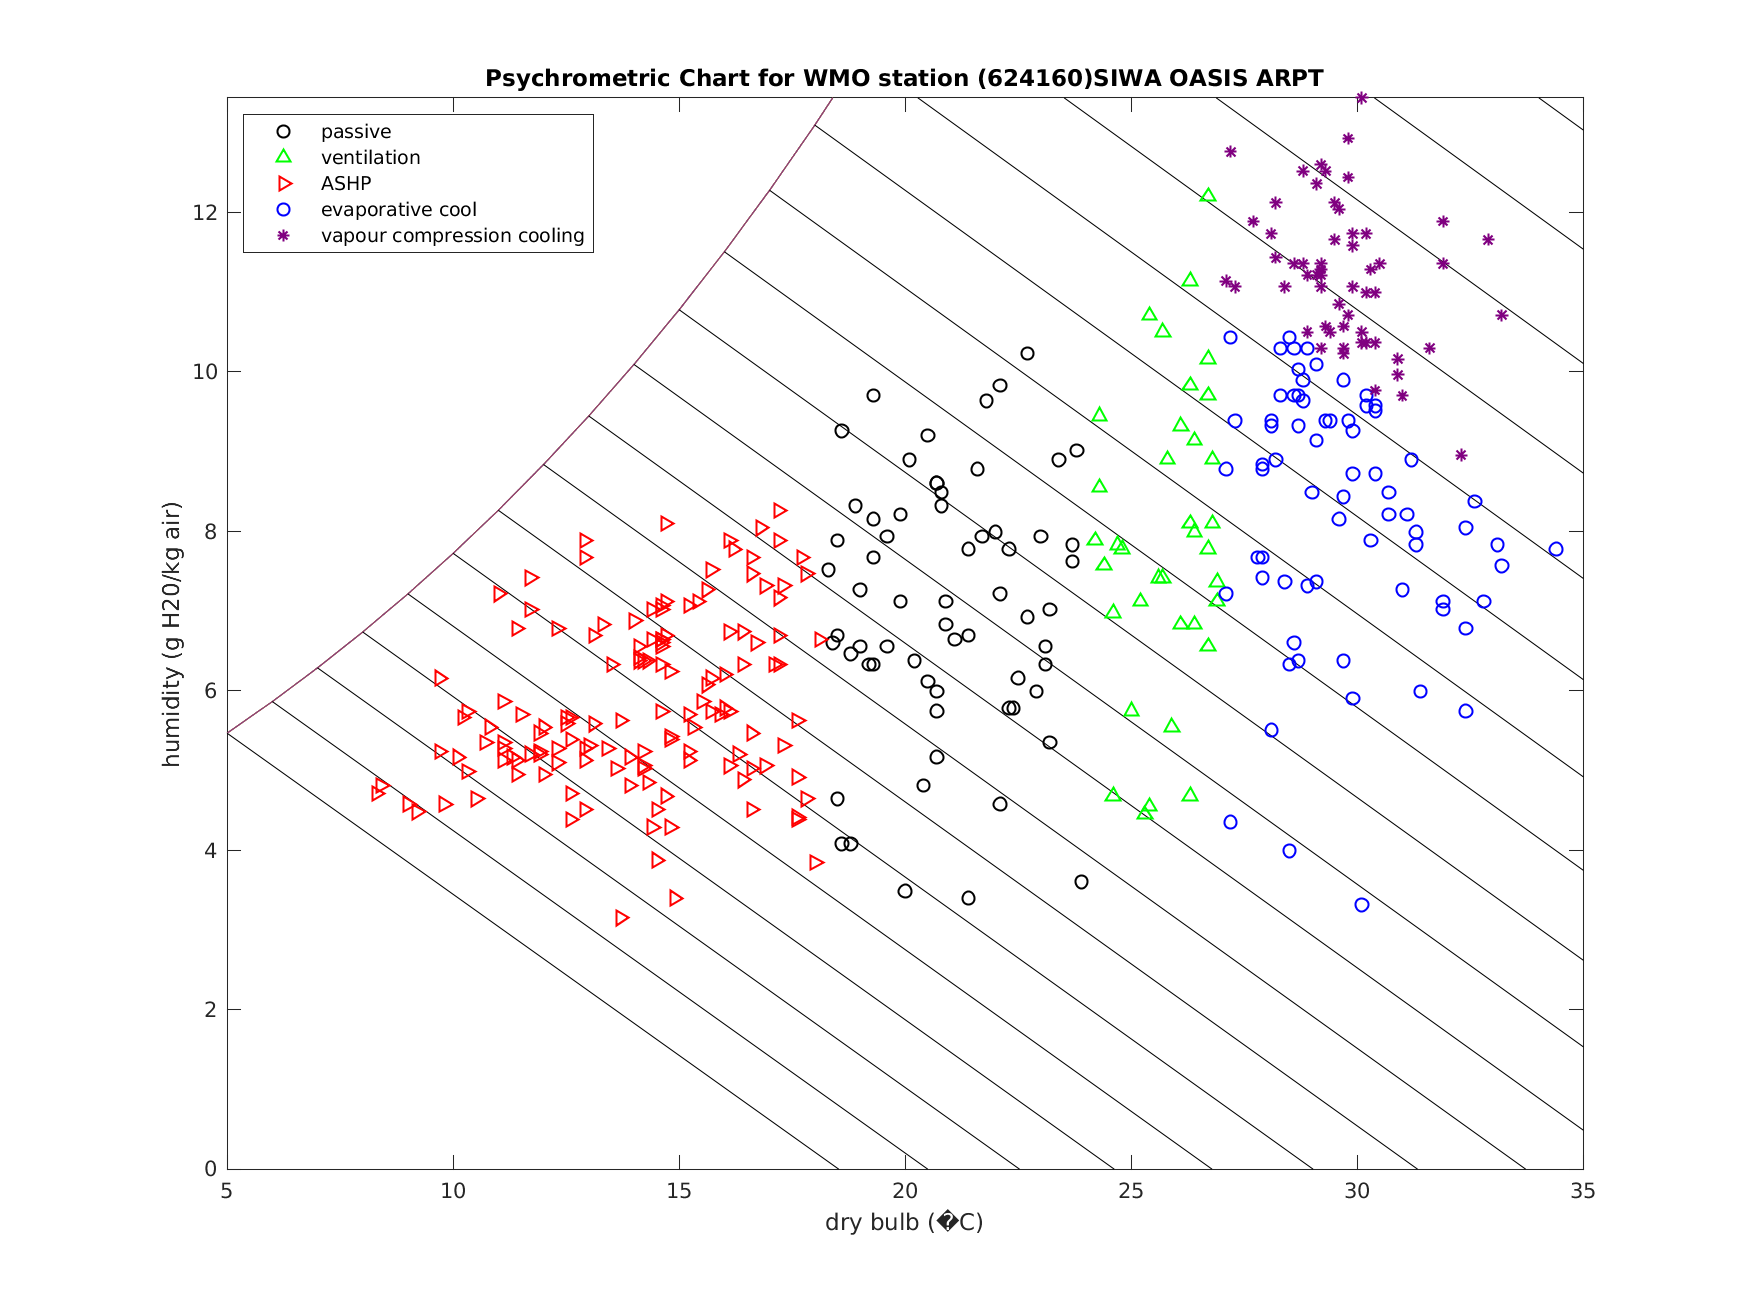 Psychrometric Chart for WMO station (624160)SIWA OASIS ARPT
passive
ventilation
ASHP
evaporative cool
vapour compression cooling
humidity (g H20/kg air)
12
10
8
6
4
2
0
5 10 15 20 25 30 35
dry bulb (�C)